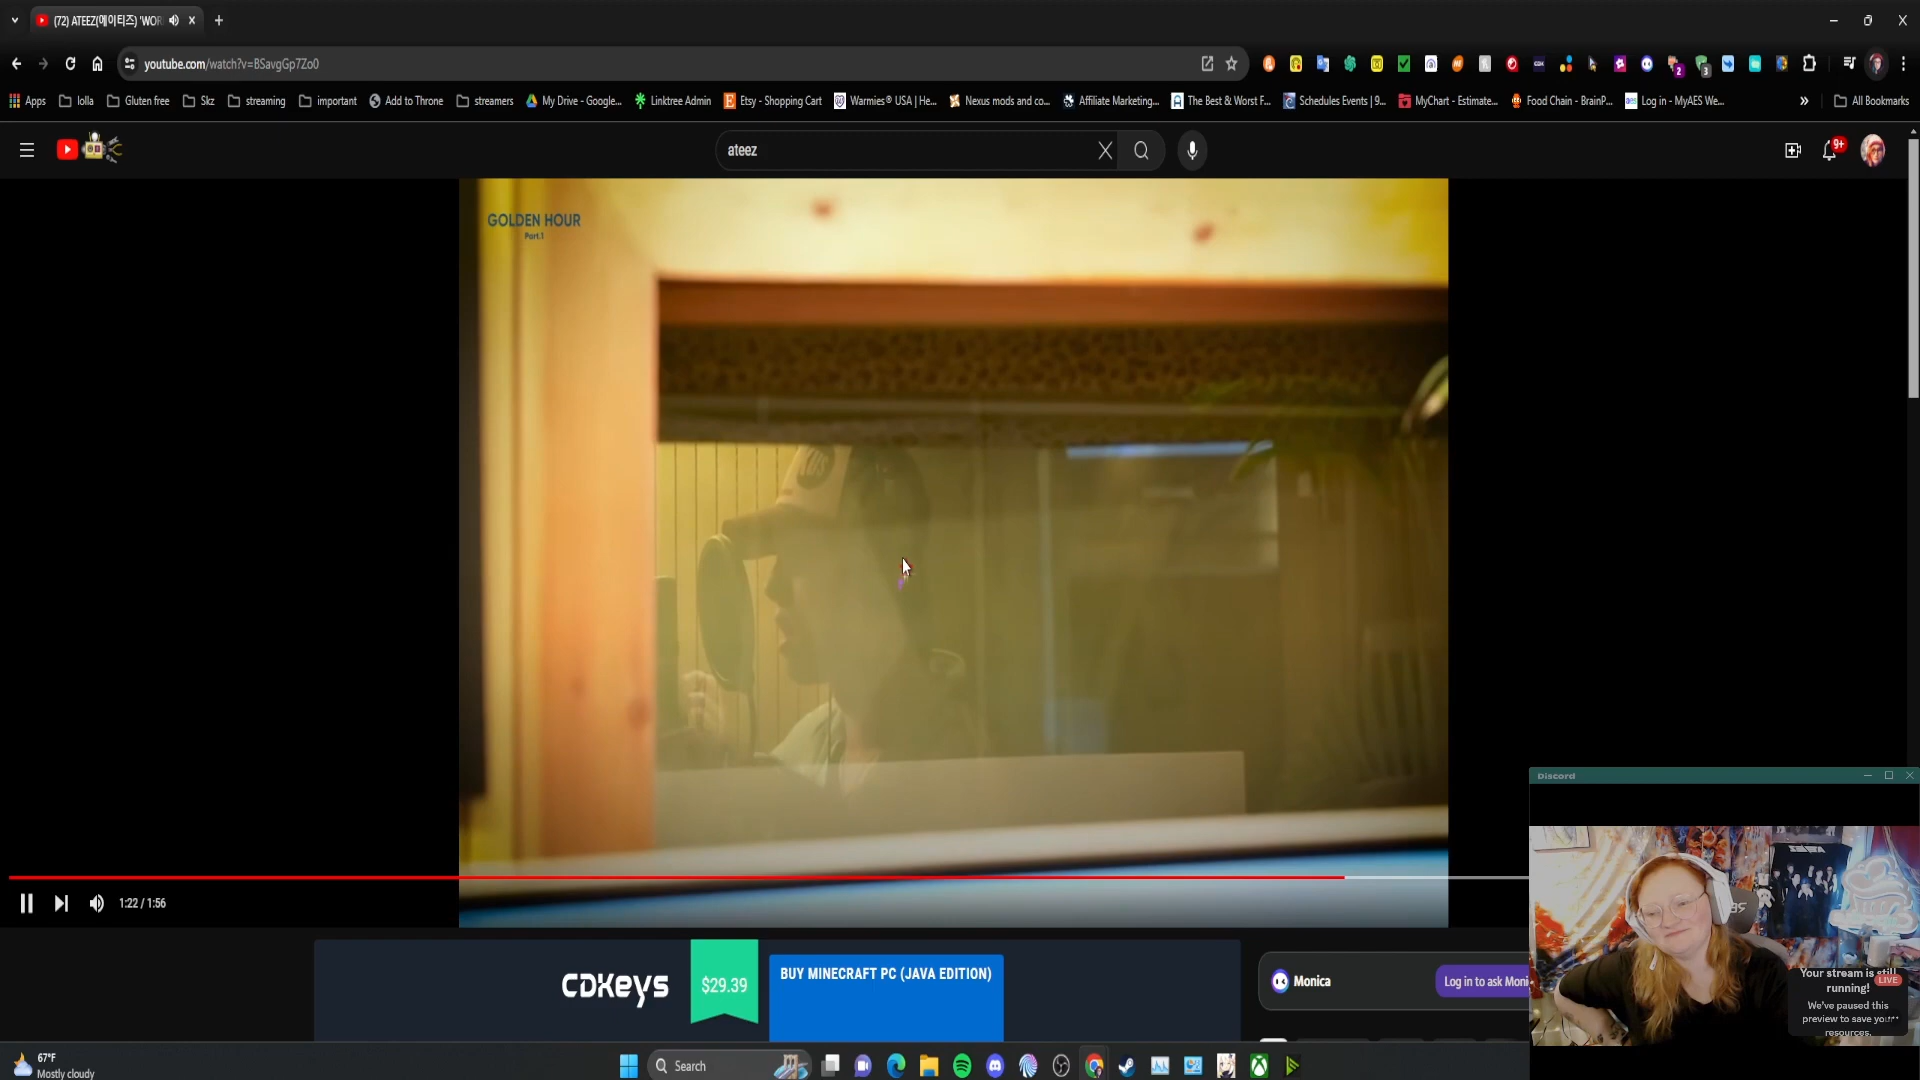 (72) ATEEZ(에이티즈) 'WOR
youtube.com/watch?v=BSavgGp7Zo0
Apps
lolla
Gluten free
Skz
streaming
important
Add to Throne
streamers
My Drive - Google...
Linktree Admin
Etsy - Shopping Cart
Warmies® USA | He...
Nexus mods and co...
Affiliate Marketing...
The Best & Worst F...
Schedules Events | 9...
MyChart - Estimate...
Food Chain - BrainP...
Log in - MyAES We...
All Bookmarks
ateez
9+
GOLDEN HOUR
Part.1
1:22 / 1:56
CDKeys
$29.39
BUY MINECRAFT PC (JAVA EDITION)
Monica
Log in to ask Moni
Discord
Your stream is still
running!
LIVE
We've paused this
preview to save your
resources.
67°F
Mostly cloudy
Search